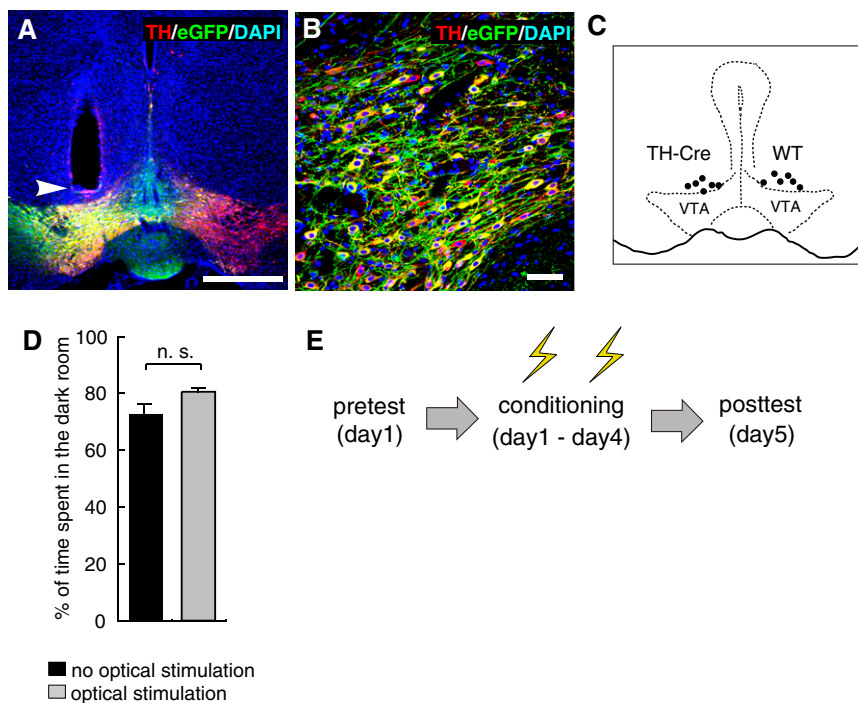 A
TH/eGFP/DAPI
B
TH/eGFP/DAPI
C
TH-Cre
WT
VTA
VTA
D
% of time spent in the dark room
100
80
60
40
20
0
n. s.
no optical stimulation
optical stimulation
E
pretest
(day1)
conditioning
(day1 - day4)
posttest
(day5)